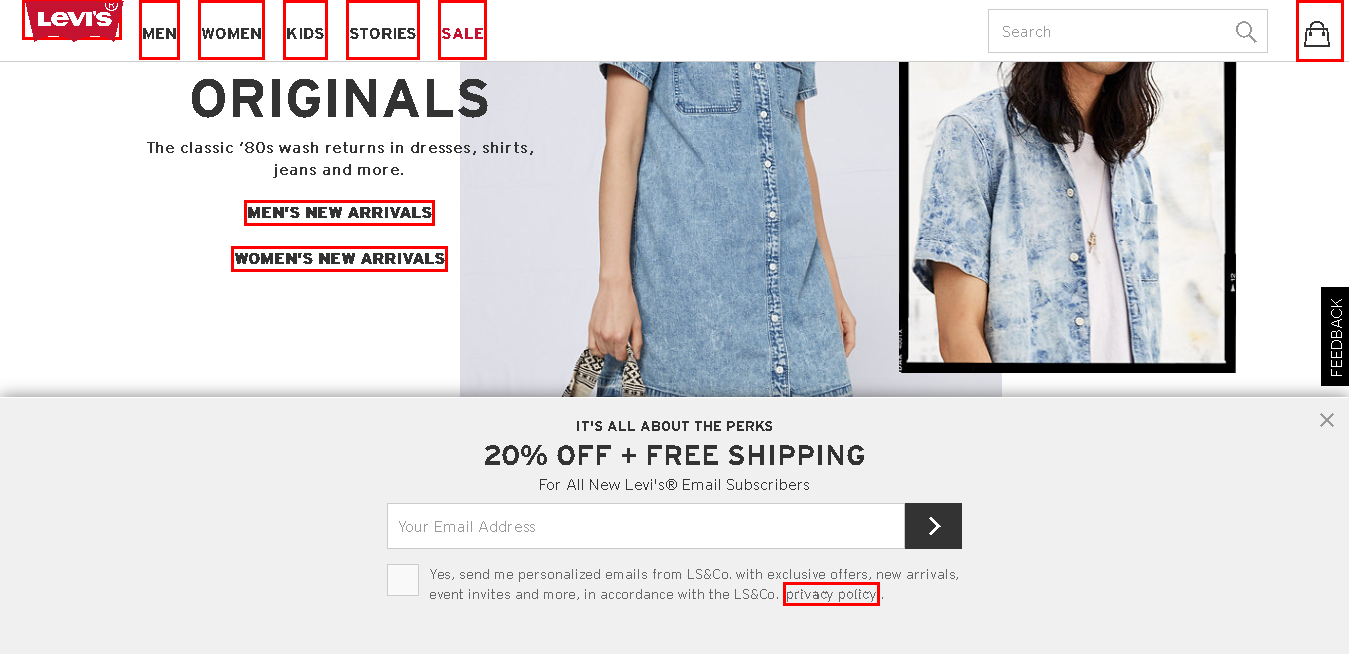 Levi's®
MEN WOMEN KIDS STORIES SALE
Search
ORIGINALS
The classic ‘80s wash returns in dresses, shirts,
jeans and more.
MEN'S NEW ARRIVALS
WOMEN'S NEW ARRIVALS
FEEDBACK
IT'S ALL ABOUT THE PERKS
20% OFF + FREE SHIPPING
For All New Levi's® Email Subscribers
Your Email Address
Yes, send me personalized emails from LS&Co. with exclusive offers, new arrivals,
event invites and more, in accordance with the LS&Co. privacy policy.
12